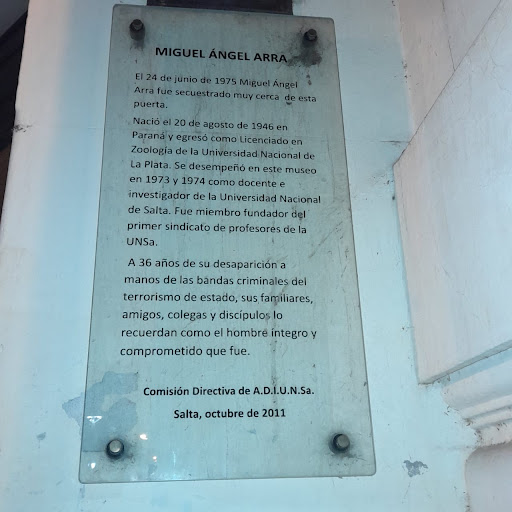 MIGUEL ÁNGEL ARRA
El 24 de junio de 1975 Miguel Ángel
Arra fue secuestrado muy cerca de esta
puerta.
Nació el 20 de agosto de 1946 en
Paraná y egresó como Licenciado en
Zoología de la Universidad Nacional de
La Plata. Se desempeñó en este museo
en 1973 y 1974 como docente e
investigador de la Universidad Nacional
de Salta. Fue miembro fundador del
primer sindicato de profesores de la
UNSa.
A 36 años de su desaparición a
manos de las bandas criminales del
terrorismo de estado, sus familiares,
amigos, colegas y discípulos lo
recuerdan como el hombre integro y
comprometido que fue.
Comisión Directiva de A.D.I.U.N.Sa.
Salta, octubre de 2011